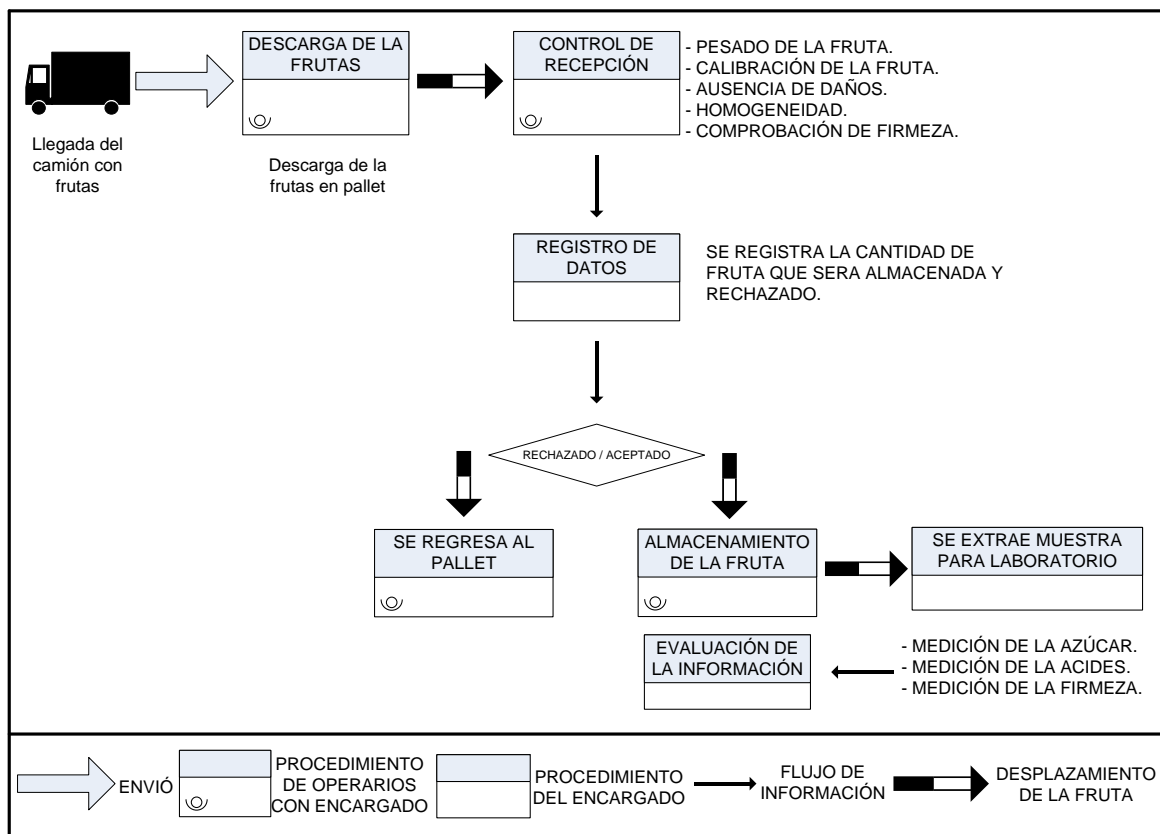 DESCARGA DE LA
FRUTAS
CONTROL DE
RECEPCIÓN
- PESADO DE LA FRUTA.
- CALIBRACIÓN DE LA FRUTA.
- AUSENCIA DE DAÑOS.
- HOMOGENEIDAD.
- COMPROBACIÓN DE FIRMEZA.
Llegada del
camión con
frutas
Descarga de la
frutas en pallet
REGISTRO DE
DATOS
SE REGISTRA LA CANTIDAD DE
FRUTA QUE SERA ALMACENADA Y
RECHAZADO.
RECHAZADO / ACEPTADO
SE REGRESA AL
PALLET
ALMACENAMIENTO
DE LA FRUTA
SE EXTRAE MUESTRA
PARA LABORATORIO
EVALUACIÓN DE
LA INFORMACIÓN
- MEDICIÓN DE LA AZÚCAR.
- MEDICIÓN DE LA ACIDES.
- MEDICIÓN DE LA FIRMEZA.
ENVIÓ
PROCEDIMIENTO
DE OPERARIOS
CON ENCARGADO
PROCEDIMIENTO
DEL ENCARGADO
FLUJO DE
INFORMACIÓN
DESPLAZAMIENTO
DE LA FRUTA